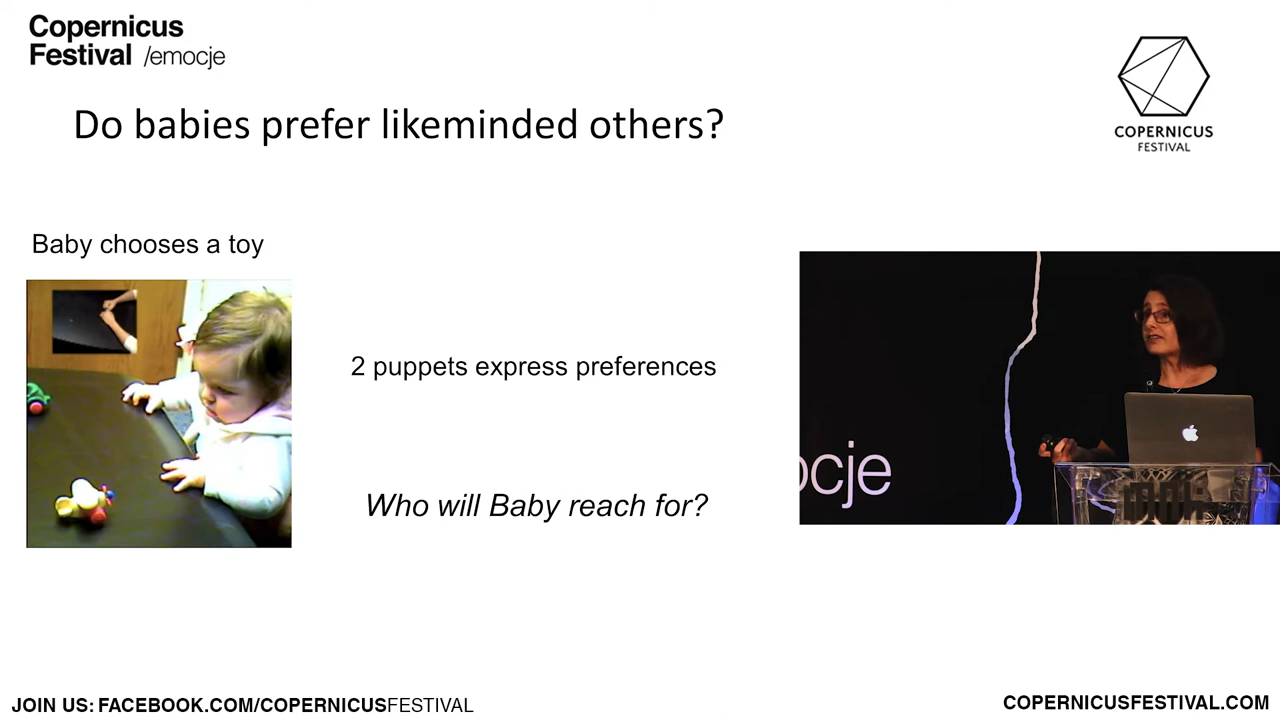 Copernicus
Festival /emocje
COPERNICUS
FESTIVAL
Do babies prefer likeminded others?
Baby chooses a toy
2 puppets express preferences
Who will Baby reach for?
ocje
JOIN US: FACEBOOK.COM/COPERNICUSFESTIVAL
COPERNICUSFESTIVAL.COM